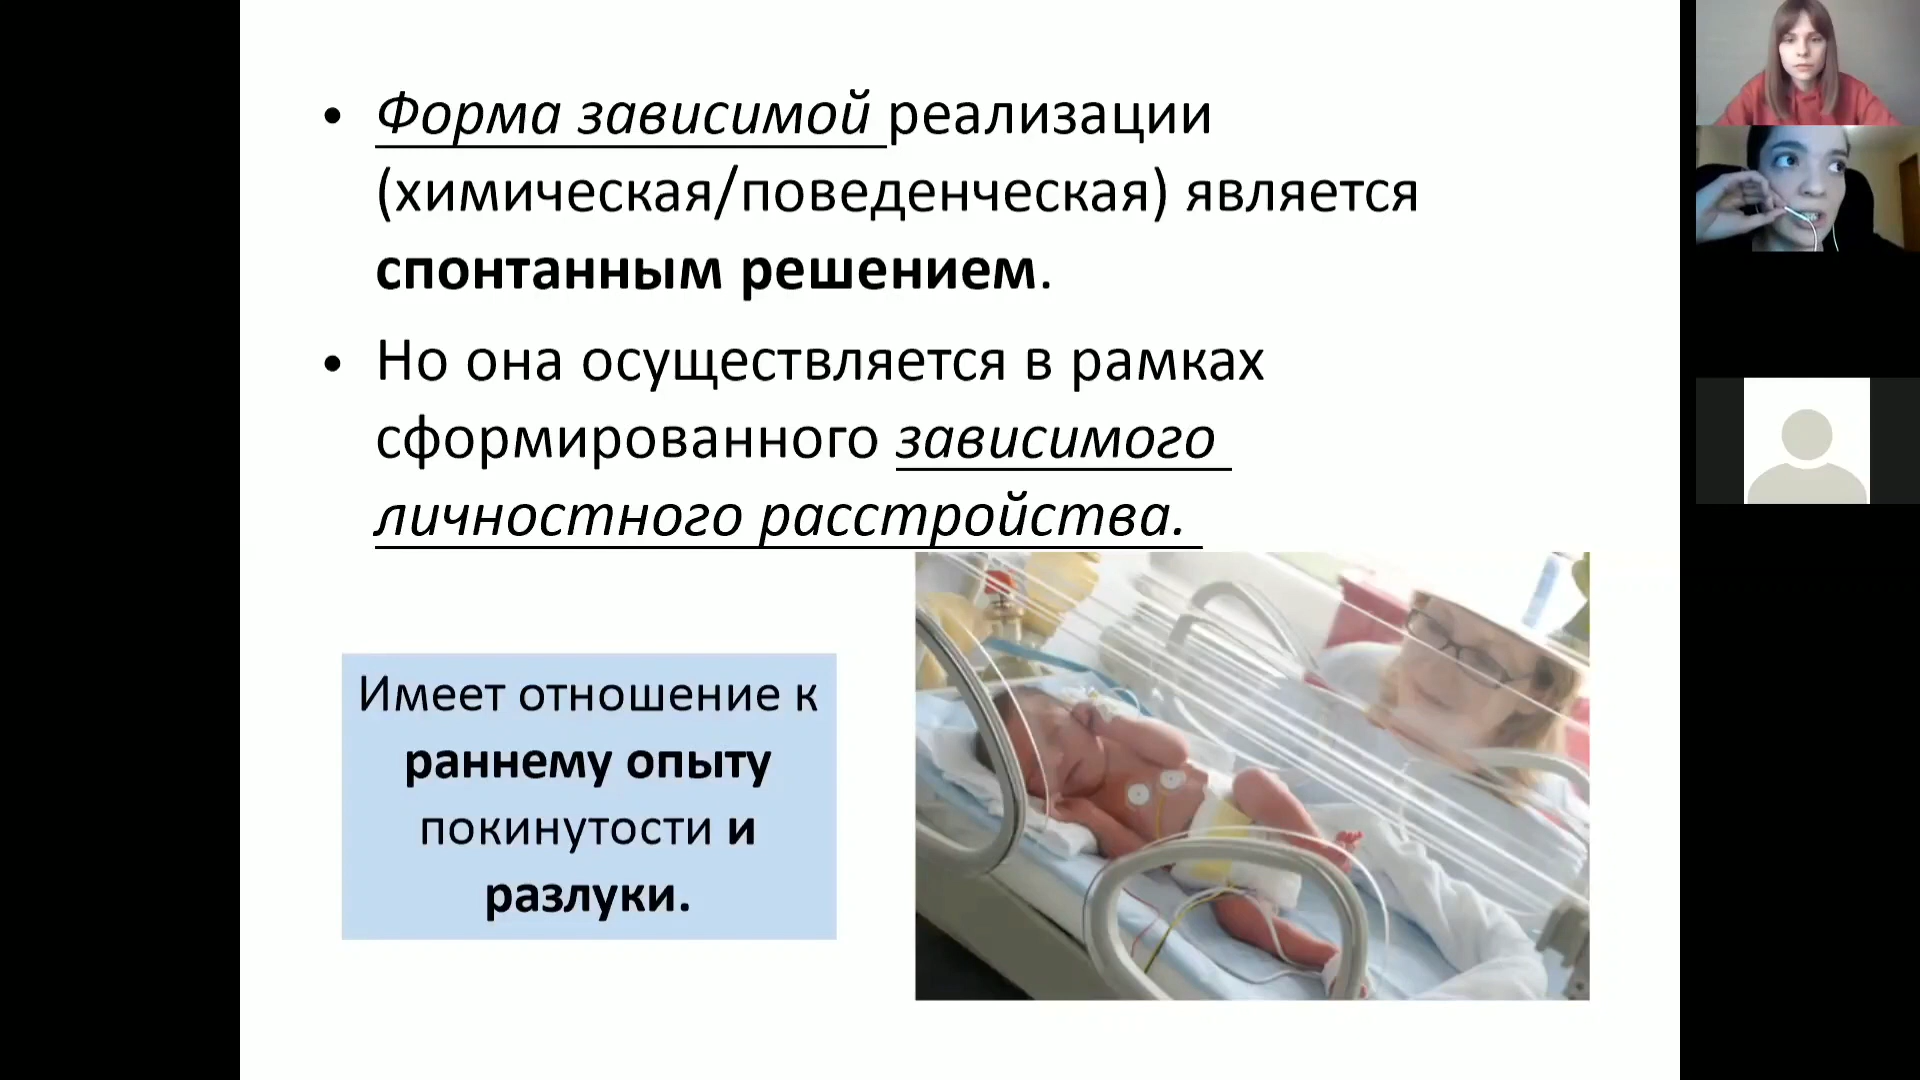 • Форма зависимой реализации
(химическая/поведенческая) является
спонтанным решением.
• Но она осуществляется в рамках
сформированного зависимого
личностного расстройства.
Имеет отношение к
раннему опыту
покинутости и
разлуки.